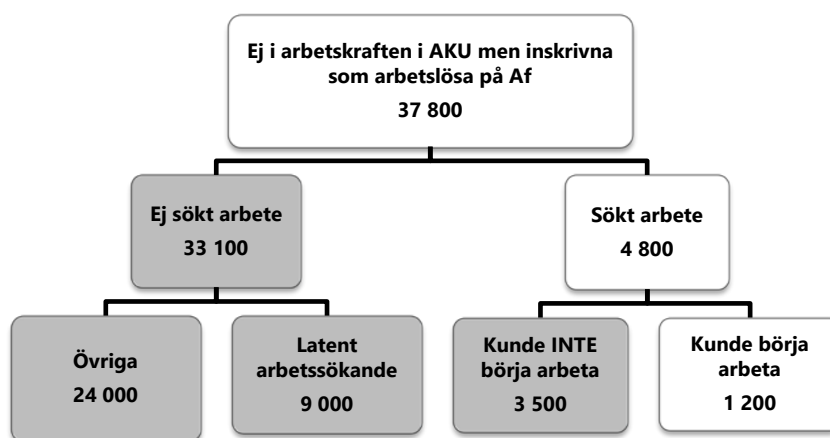 Ej i arbetskraften i AKU men inskrivna
som arbetslösa på Af
37 800
Ej sökt arbete
33 100
Sökt arbete
4 800
Övriga
24 000
Latent
arbetssökande
9 000
Kunde INTE
börja arbeta
3 500
Kunde börja
arbeta
1 200